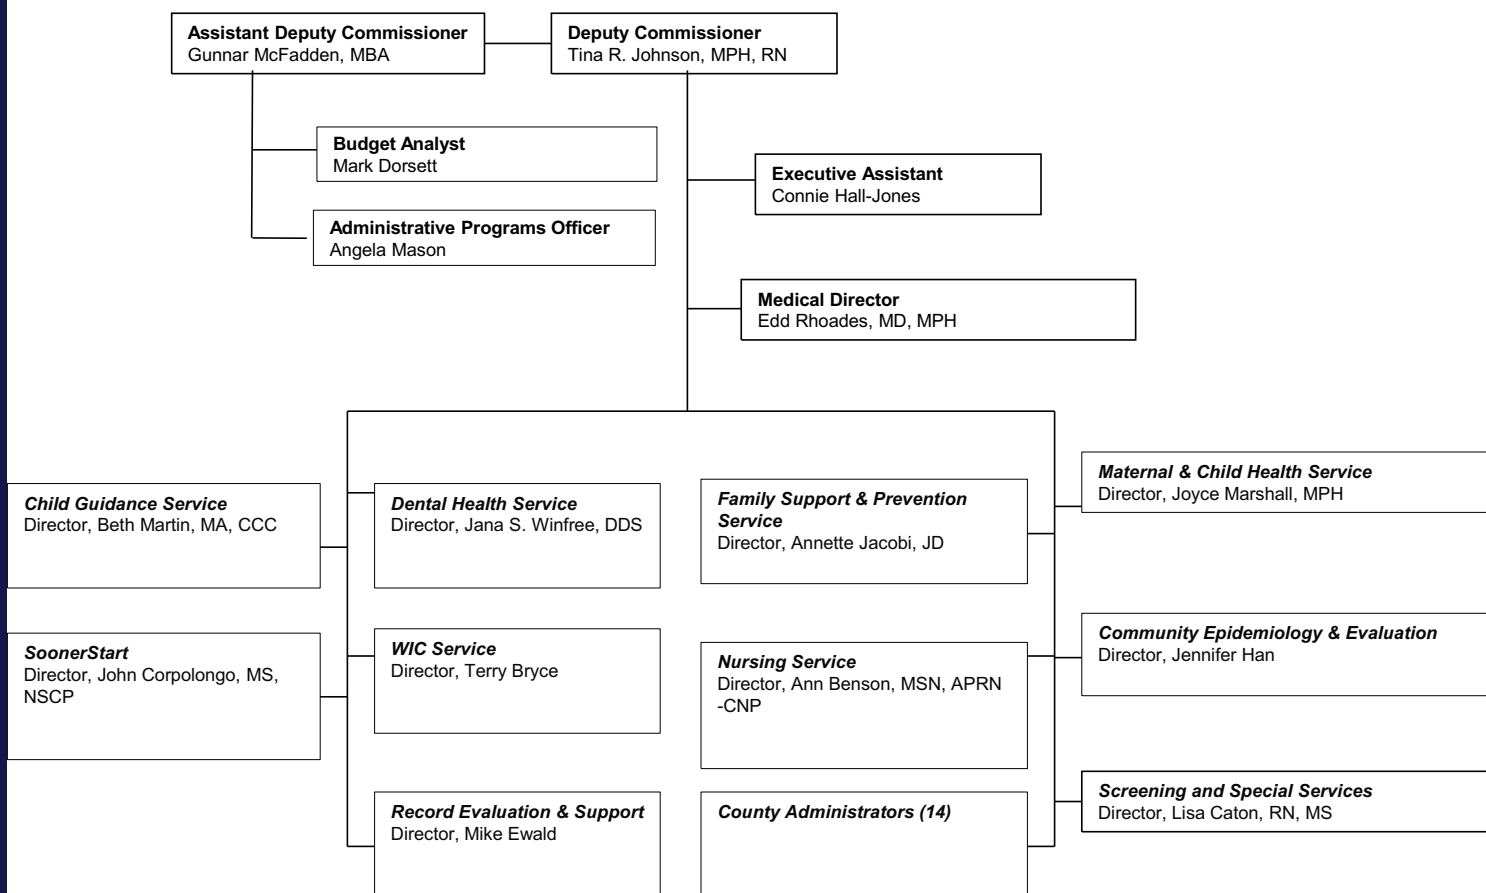 Assistant Deputy Commissioner
Gunnar McFadden, MBA
Deputy Commissioner
Tina R. Johnson, MPH, RN
Budget Analyst
Mark Dorsett
Executive Assistant
Connie Hall-Jones
Administrative Programs Officer
Angela Mason
Medical Director
Edd Rhoades, MD, MPH
Child Guidance Service
Director, Beth Martin, MA, CCC
Dental Health Service
Director, Jana S. Winfree, DDS
Family Support & Prevention
Service
Director, Annette Jacobi, JD
Maternal & Child Health Service
Director, Joyce Marshall, MPH
SoonerStart
Director, John Corpolongo, MS,
NSCP
WIC Service
Director, Terry Bryce
Nursing Service
Director, Ann Benson, MSN, APRN
-CNP
Community Epidemiology & Evaluation
Director, Jennifer Han
Record Evaluation & Support
Director, Mike Ewald
County Administrators (14)
Screening and Special Services
Director, Lisa Caton, RN, MS